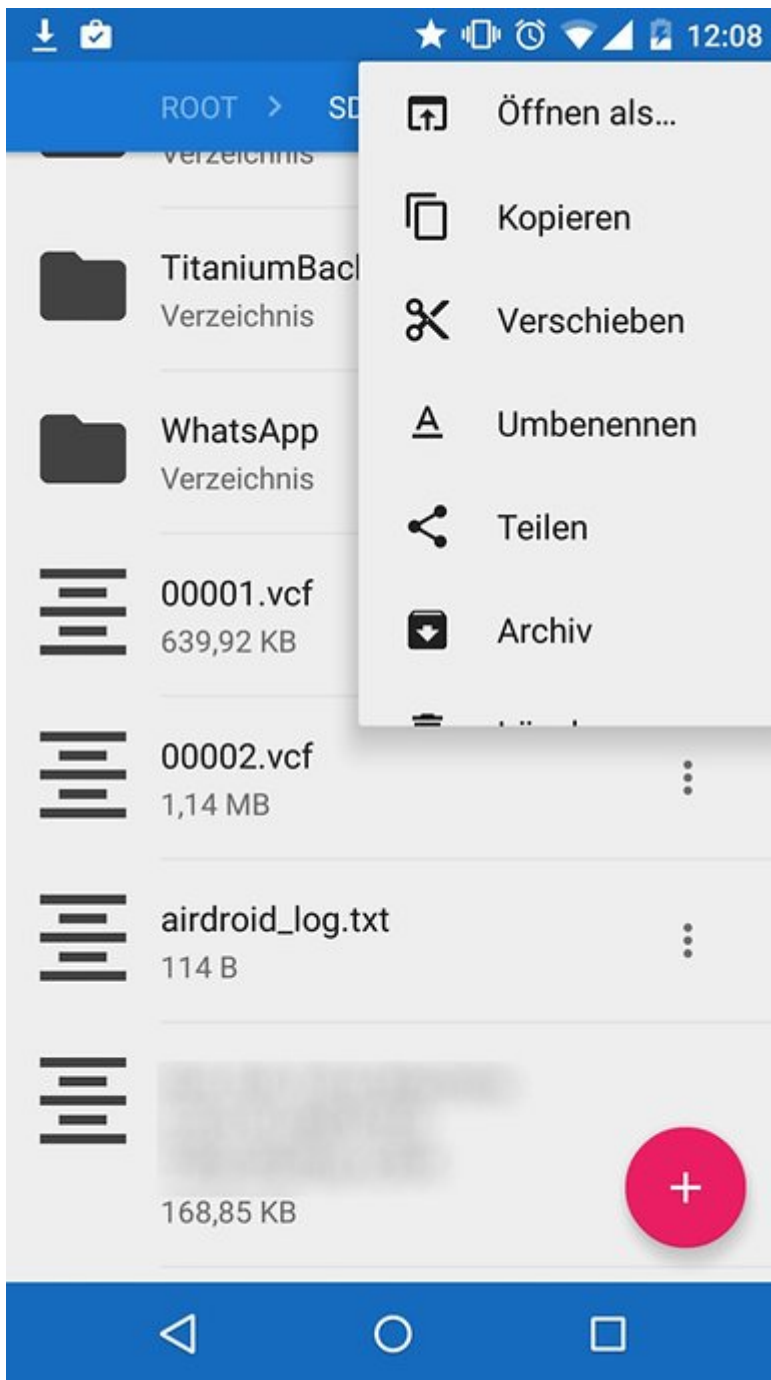 12:08
ROOT > SD
Verzeichnis
TitaniumBac
Verzeichnis
WhatsApp
Verzeichnis
00001.vcf
639,92 KB
00002.vcf
1,14 MB
airdroid_log.txt
114 B
168,85 KB
Öffnen als...
Kopieren
Verschieben
Umbenennen
Teilen
Archiv